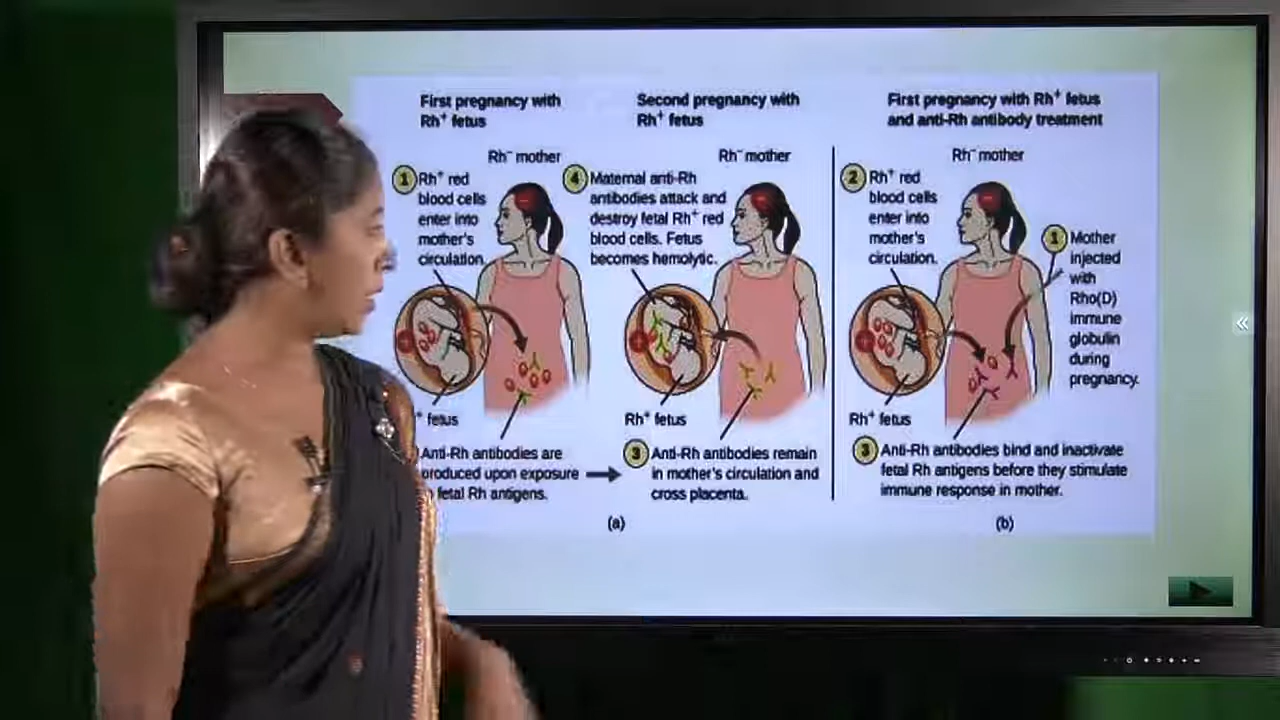 First pregnancy with
Rh⁺ fetus
Rh⁻ mother
1
Rh⁺ red
blood cells
enter into
mother's
circulation.
fetus
Anti-Rh antibodies are
produced upon exposure
fetal Rh antigens.
Second pregnancy with
Rh⁺ fetus
Rh⁻ mother
4
Maternal anti-Rh
antibodies attack and
destroy fetal Rh⁺ red
blood cells. Fetus
becomes hemolytic.
Rh⁺ fetus
3
Anti-Rh antibodies remain
in mother's circulation and
cross placenta.
(a)
First pregnancy with Rh⁺ fetus
and anti-Rh antibody treatment
Rh⁻ mother
2
Rh⁺ red
blood cells
enter into
mother's
circulation.
1
Mother
injected
with
Rho(D)
immune
globulin
during
pregnancy.
Rh⁺ fetus
3
Anti-Rh antibodies bind and inactivate
fetal Rh antigens before they stimulate
immune response in mother.
(b)